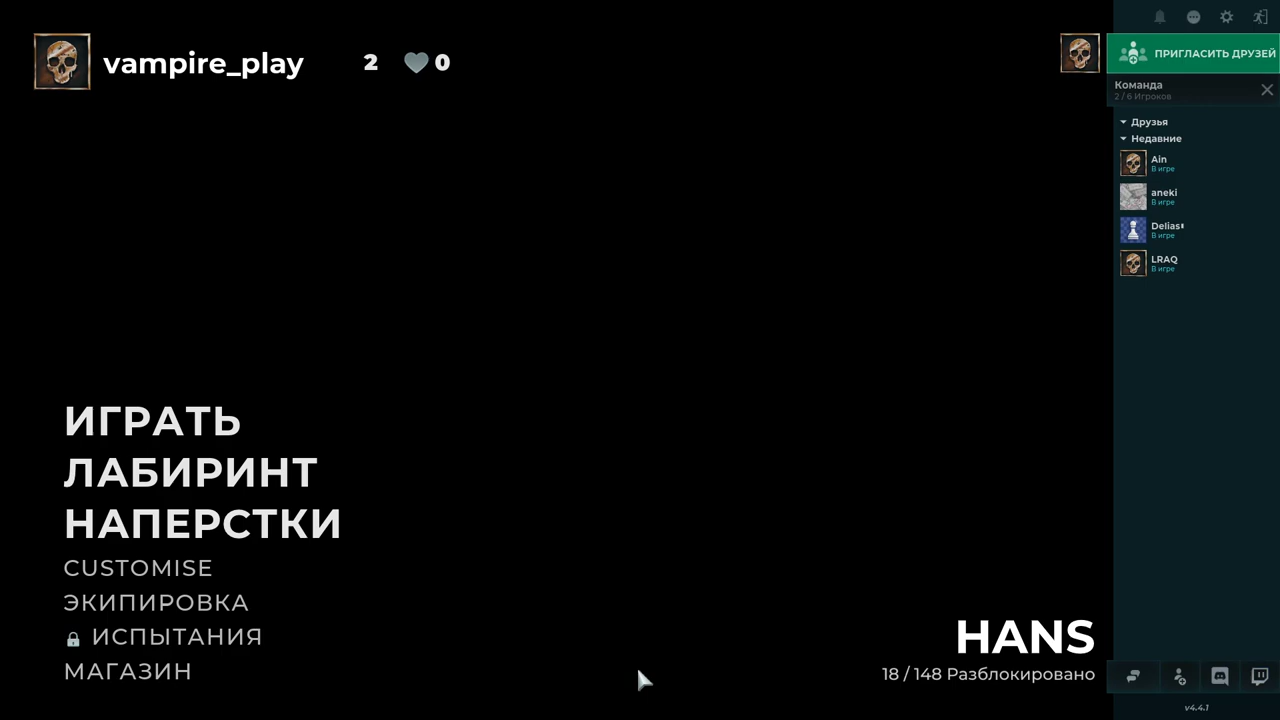 vampire_play 2 0
ПРИГЛАСИТЬ ДРУЗЕЙ
Команда
2 / 6 Игроков
Друзья
Недавние
Ain
В игре
aneki
В игре
Delias
В игре
LRAQ
В игре
ИГРАТЬ
ЛАБИРИНТ
НАПЕРСТКИ
CUSTOMISE
ЭКИПИРОВКА
ИСПЫТАНИЯ
МАГАЗИН
HANS
18 / 148 Разблокировано
v4.4.1